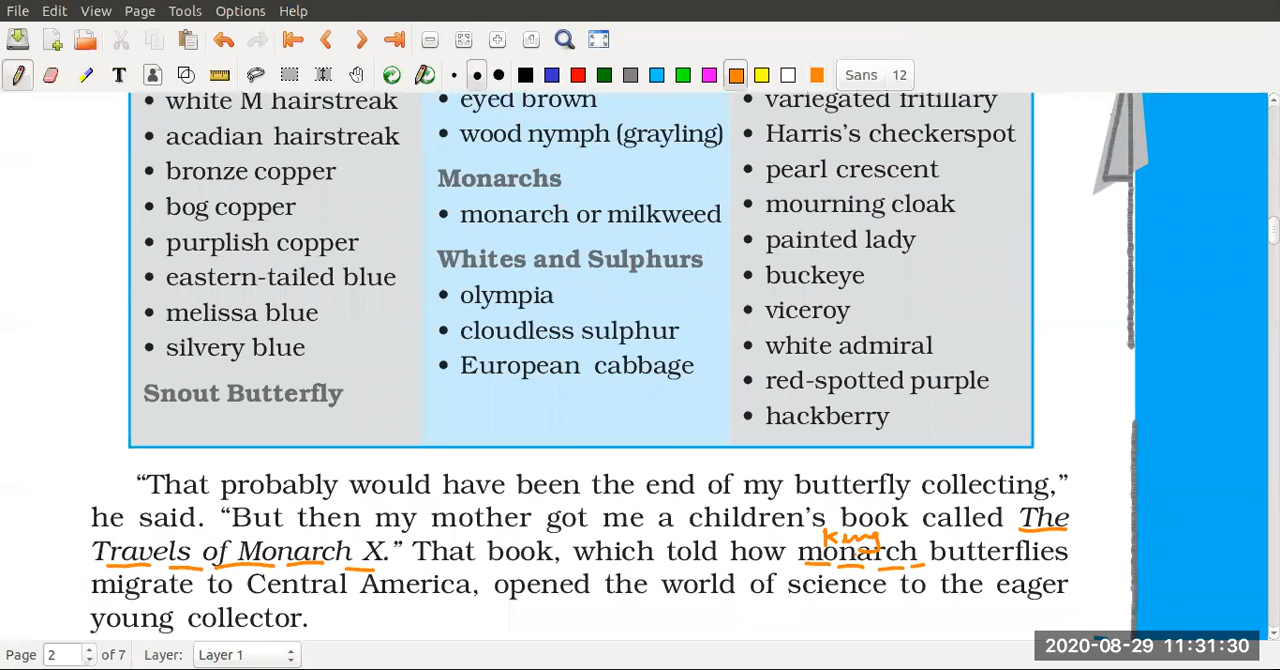 File Edit View Page Tools Options Help
Sans 12
• white M hairstreak
• acadian hairstreak
• bronze copper
• bog copper
• purplish copper
• eastern-tailed blue
• melissa blue
• silvery blue
Snout Butterfly
• eyed brown
• wood nymph (grayling)
Monarchs
• monarch or milkweed
Whites and Sulphurs
• olympia
• cloudless sulphur
• European cabbage
• variegated fritillary
• Harris's checkerspot
• pearl crescent
• mourning cloak
• painted lady
• buckeye
• viceroy
• white admiral
• red-spotted purple
• hackberry
“That probably would have been the end of my butterfly collecting,”
he said. “But then my mother got me a children's book called The
king
Travels of Monarch X.” That book, which told how monarch butterflies
migrate to Central America, opened the world of science to the eager
young collector.
Page 2 of 7 Layer: Layer 1
2020-08-29 11:31:30